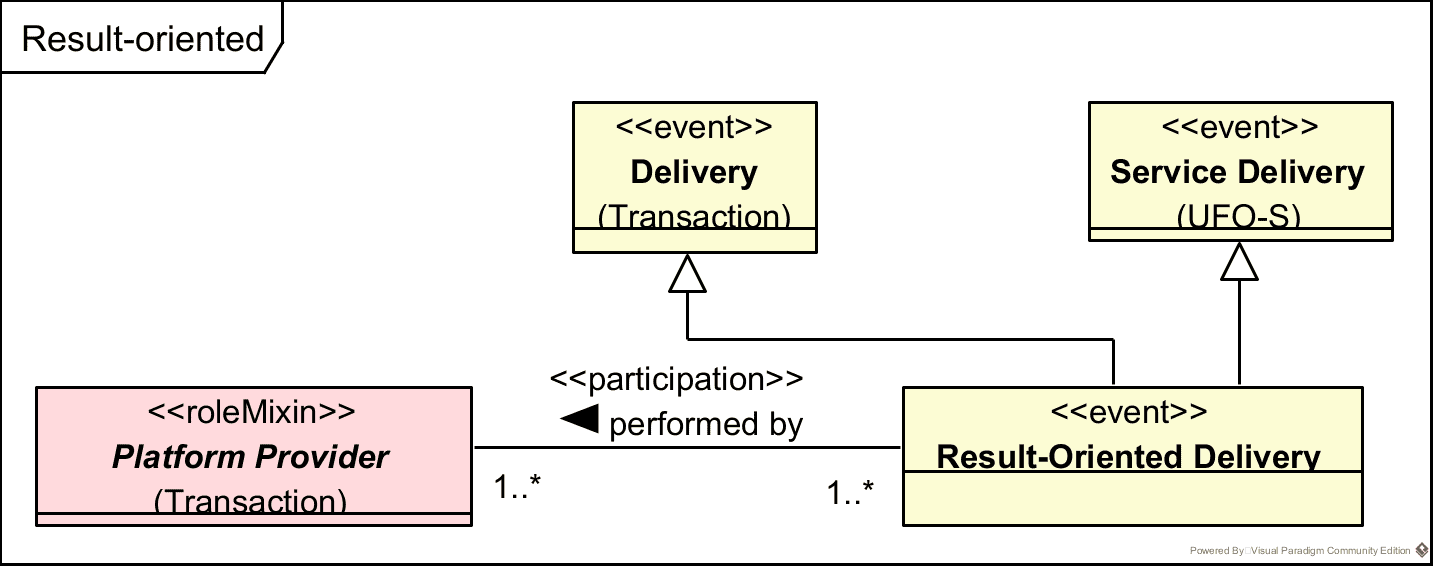 Result-oriented
<<event>>
Delivery
(Transaction)
<<event>>
Service Delivery
(UFO-S)
<<participation>>
performed by
<<roleMixin>>
Platform Provider
(Transaction)
1..*
1..*
<<event>>
Result-Oriented Delivery
Powered By Visual Paradigm Community Edition